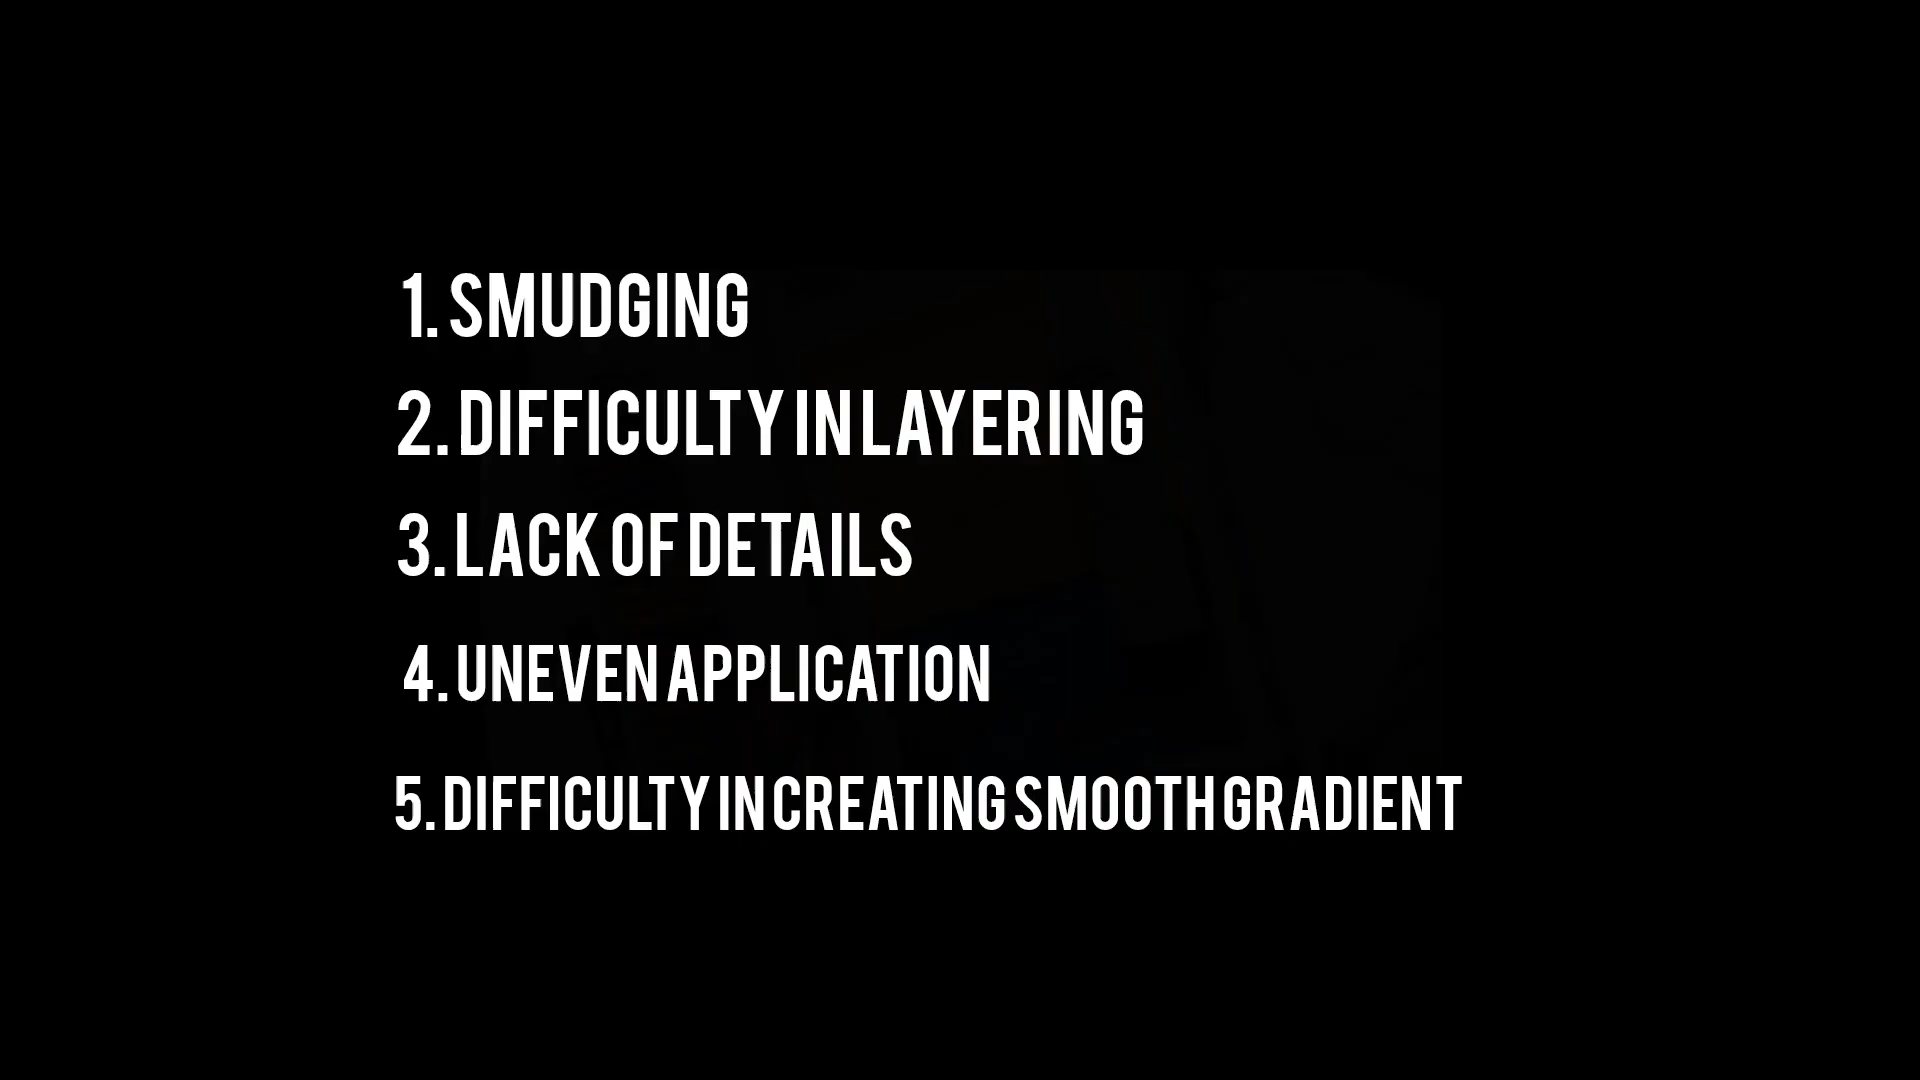 1. SMUDGING
2. DIFFICULTY IN LAYERING
3. LACK OF DETAILS
4. UNEVEN APPLICATION
5. DIFFICULTY IN CREATING SMOOTH GRADIENT